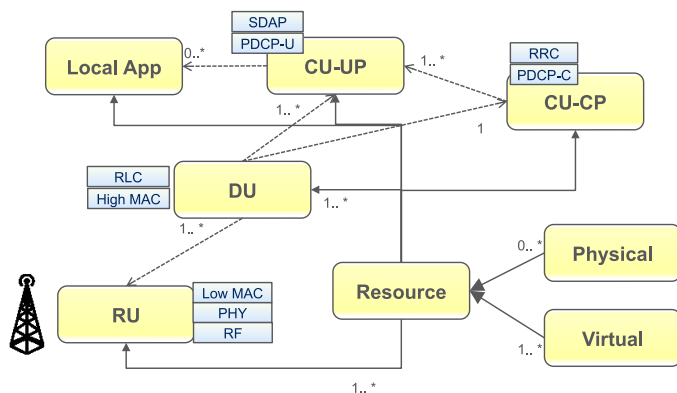 SDAP
PDCP-U
0.. *
Local App
CU-UP
1.. *
RRC
PDCP-C
CU-CP
1.. *
1
RLC
High MAC
DU
1.. *
1.. *
Low MAC
PHY
RF
RU
Resource
0.. *
Physical
Virtual
1.. *
1.. *